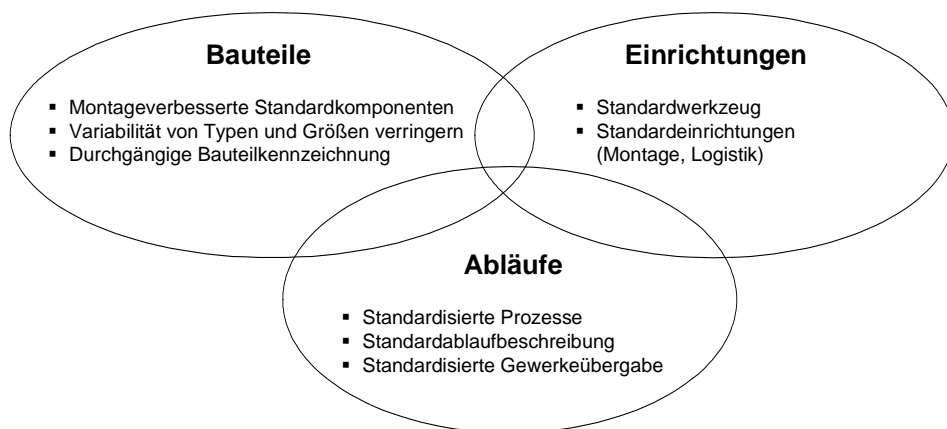 Bauteile
▪ Montageverbesserte Standardkomponenten
▪ Variabilität von Typen und Größen verringern
▪ Durchgängige Bauteilkennzeichnung
Einrichtungen
▪ Standardwerkzeug
▪ Standardeinrichtungen
(Montage, Logistik)
Abläufe
▪ Standardisierte Prozesse
▪ Standardablaufbeschreibung
▪ Standardisierte Gewerkeübergabe